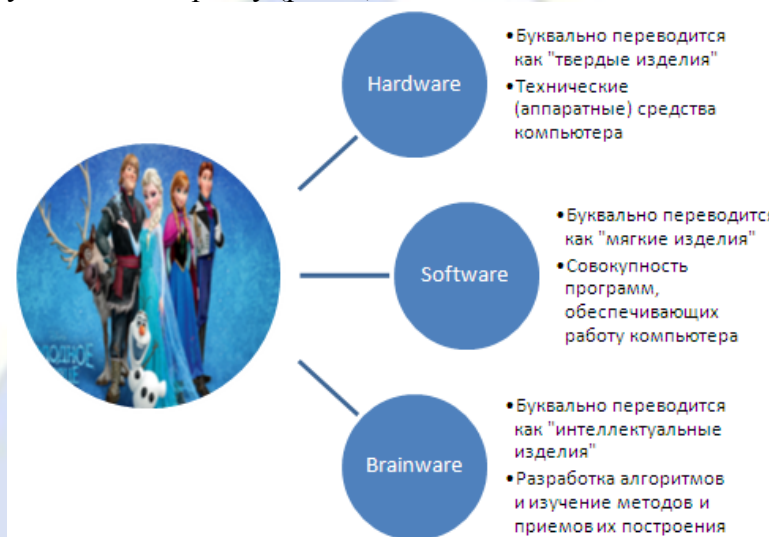 Hardware
•Буквально переводится
как "твердые изделия"
•Технические
(аппаратные) средства
компьютера
Software
•Буквально переводится
как "мягкие изделия"
•Совокупность
программ,
обеспечивающих
работу компьютера
Brainware
•Буквально переводится
как "интеллектуальные
изделия"
•Разработка алгоритмов
и изучение методов и
приемов их построения